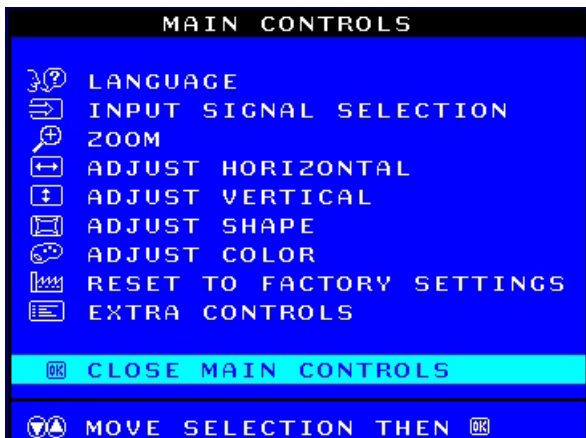 MAIN CONTROLS
LANGUAGE
INPUT SIGNAL SELECTION
ZOOM
ADJUST HORIZONTAL
ADJUST VERTICAL
ADJUST SHAPE
ADJUST COLOR
RESET TO FACTORY SETTINGS
EXTRA CONTROLS
OK CLOSE MAIN CONTROLS
MOVE SELECTION THEN OK